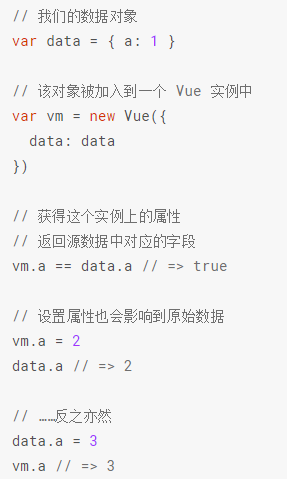 // 我们的数据对象
var data = { a: 1 }
// 该对象被加入到一个 Vue 实例中
var vm = new Vue({
  data: data
})
// 获得这个实例上的属性
// 返回源数据中对应的字段
vm.a == data.a // => true
// 设置属性也会影响到原始数据
vm.a = 2
data.a // => 2
// ……反之亦然
data.a = 3
vm.a // => 3